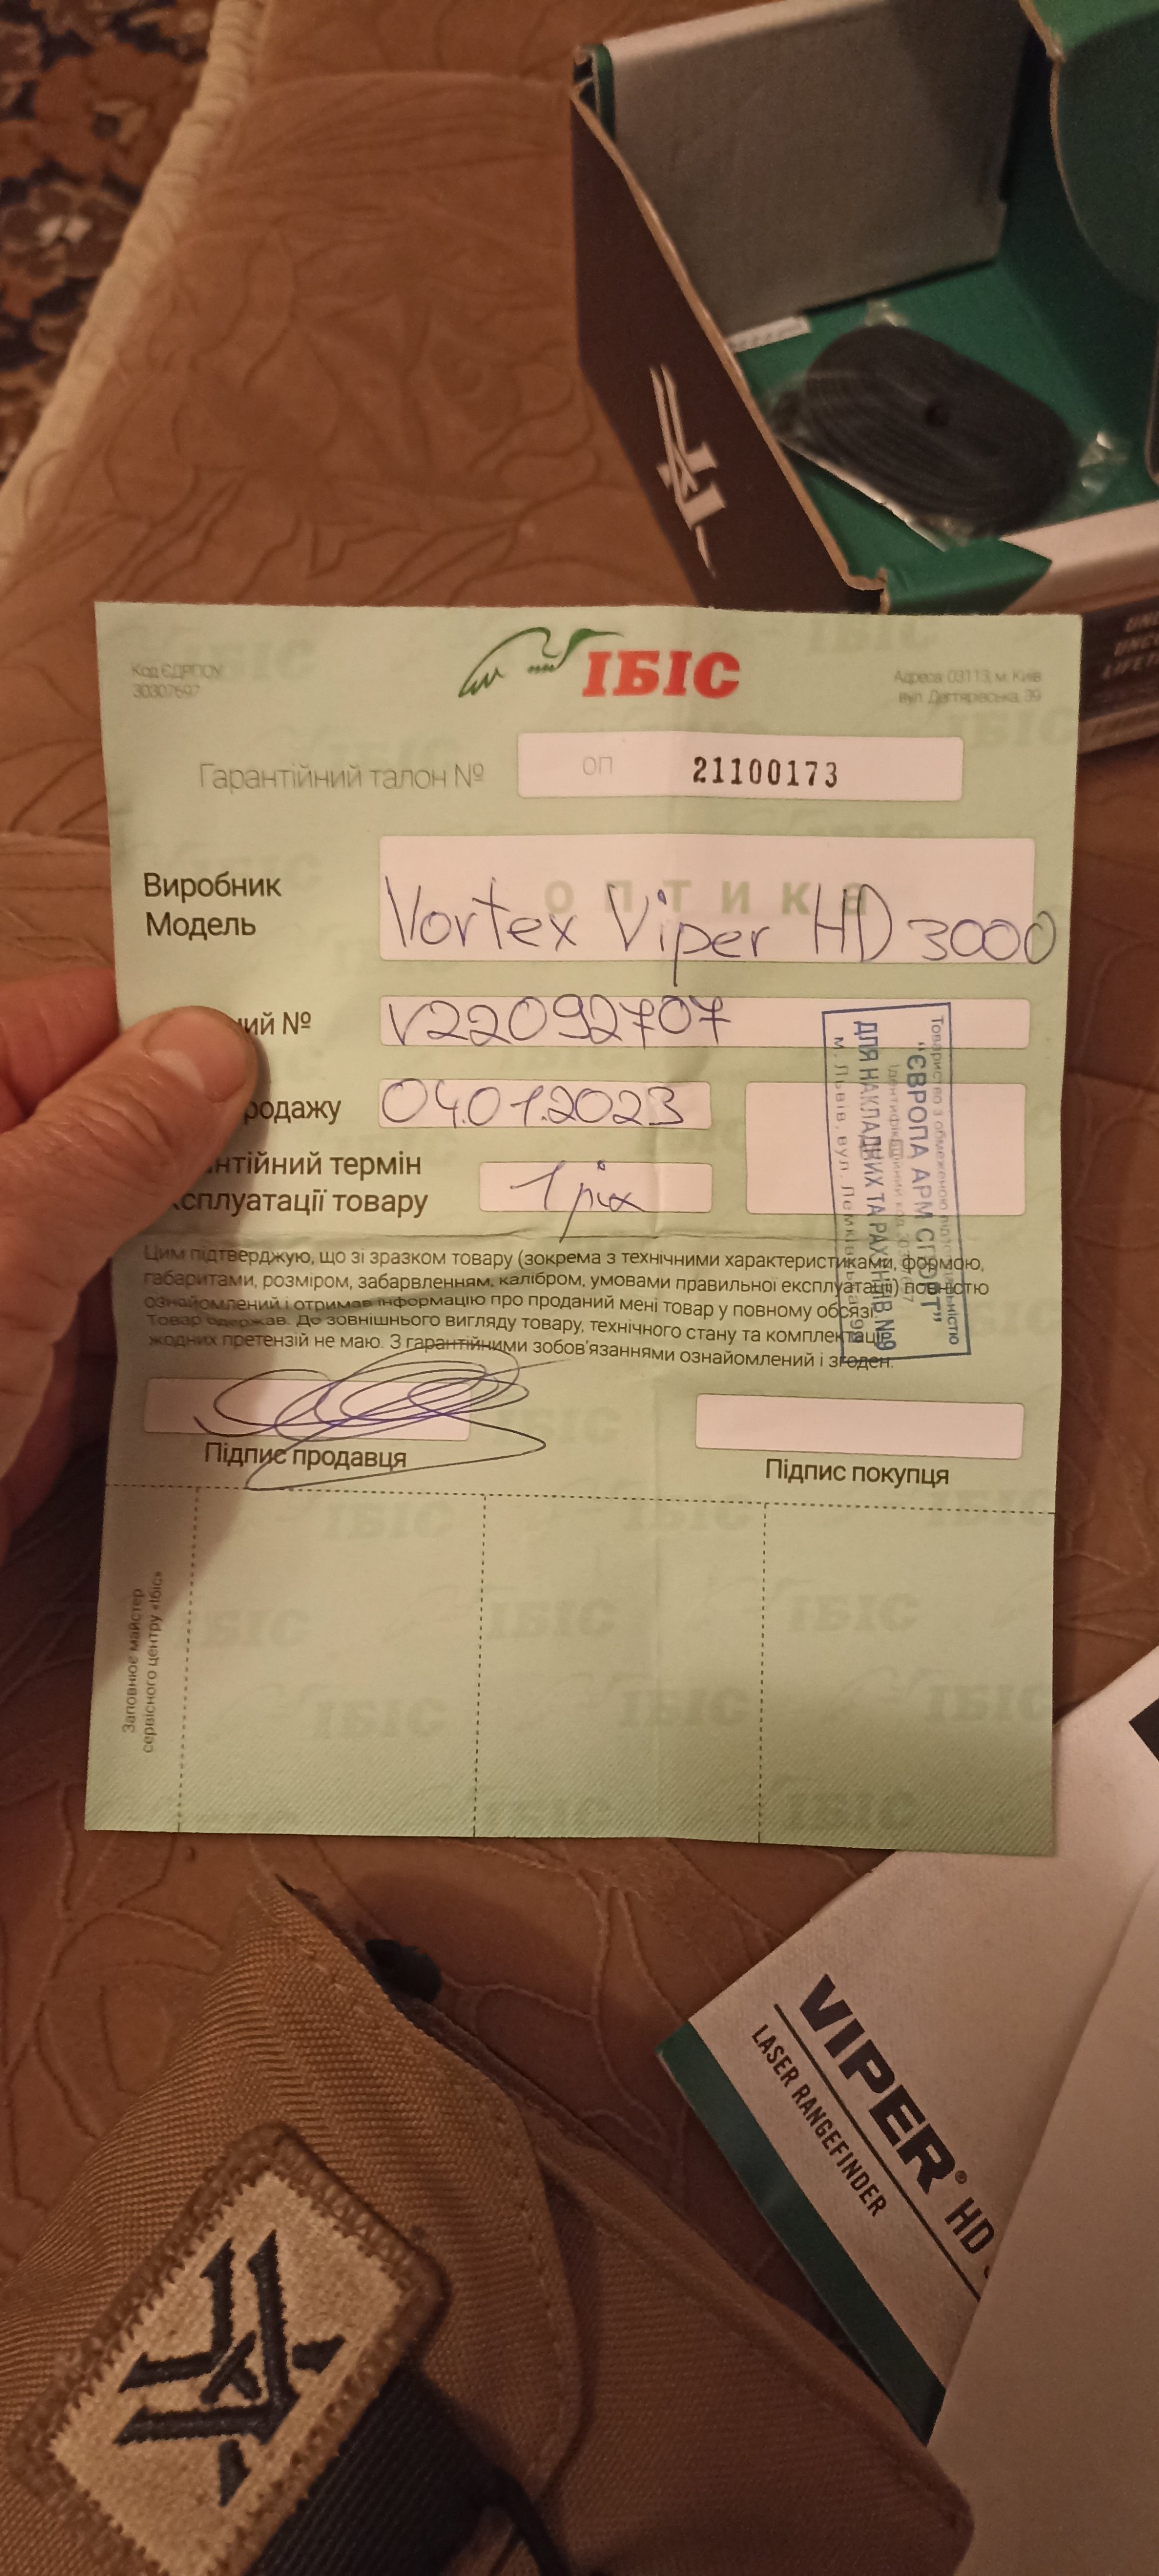 Код ЄДРПОУ
30307697
ІБІС
Адреса: 03113, м. Київ
вул. Дегтярівська, 39
Гарантійний талон №
ОП 21100173
Виробник
Модель
оптика
Vortex Viper HD 3000
ий №
V22092707
родажу
04.01.2023
нтійний термін
ксплуатації товару
1 рік
Товариство з обмеженою відповідальністю
"ЄВРОПА АРМ СПОРТ"
Ідентифікаційний код
ДЛЯ НАКЛАДНИХ ТА РАХУНКІВ №9
м. Львів, вул.
Цим підтверджую, що зі зразком товару (зокрема з технічними характеристиками, формою,
габаритами, розміром, забарвленням, калібром, умовами правильної експлуатації) повністю
ознайомлений і отримав інформацію про проданий мені товар у повному обсязі.
Товар одержав. До зовнішнього вигляду товару, технічного стану та комплектації
жодних претензій не маю. З гарантійними зобов'язаннями ознайомлений і згоден.
Підпис продавця
Підпис покупця
Заповнює майстер
сервісного центру «Ібіс»
VIPER® HD
LASER RANGEFINDER